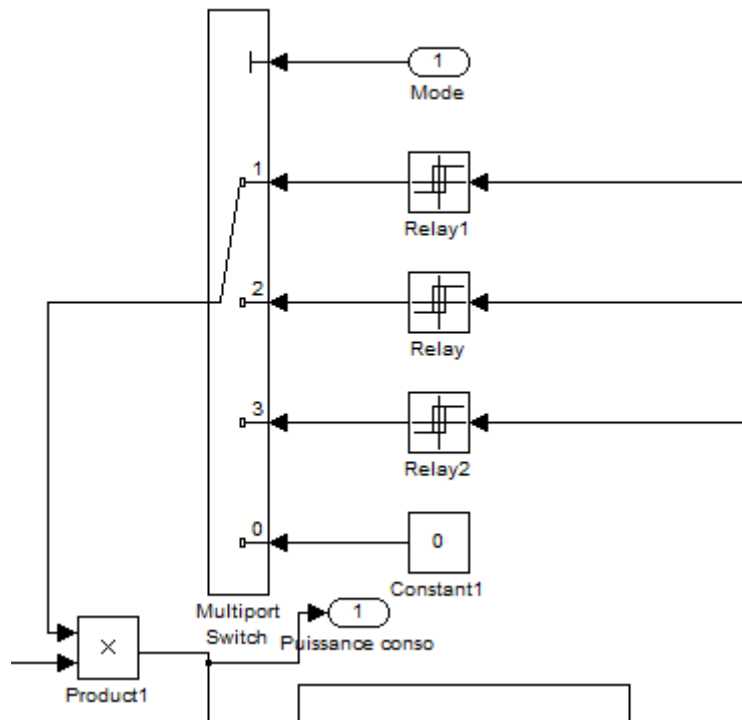 1
Mode
1
Relay1
2
Relay
3
Relay2
0
0
Constant1
Multiport
Switch
1
Puissance conso
×
Product1